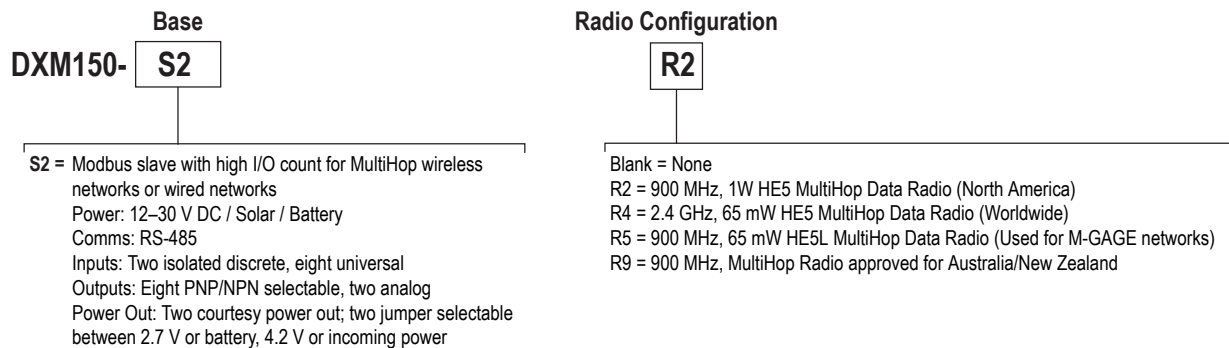 Base
DXM150- S2
S2 = Modbus slave with high I/O count for MultiHop wireless
networks or wired networks
Power: 12–30 V DC / Solar / Battery
Comms: RS-485
Inputs: Two isolated discrete, eight universal
Outputs: Eight PNP/NPN selectable, two analog
Power Out: Two courtesy power out; two jumper selectable
between 2.7 V or battery, 4.2 V or incoming power
Radio Configuration
R2
Blank = None
R2 = 900 MHz, 1W HE5 MultiHop Data Radio (North America)
R4 = 2.4 GHz, 65 mW HE5 MultiHop Data Radio (Worldwide)
R5 = 900 MHz, 65 mW HE5L MultiHop Data Radio (Used for M-GAGE networks)
R9 = 900 MHz, MultiHop Radio approved for Australia/New Zealand